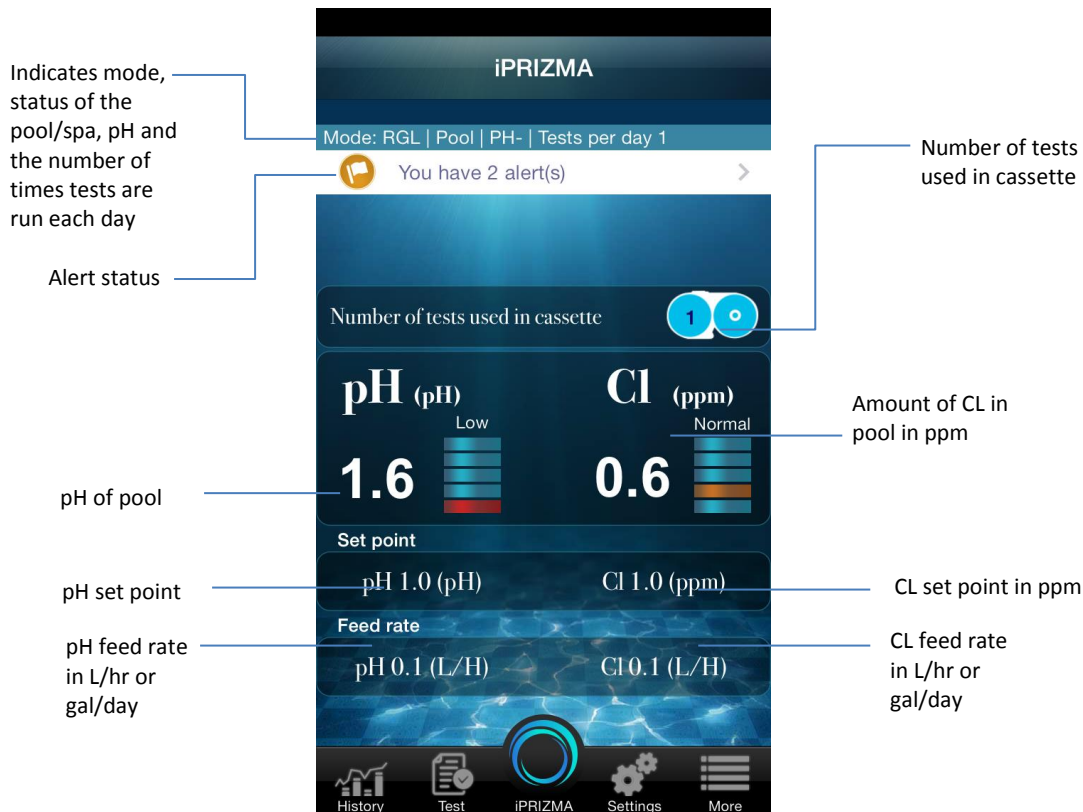 iPRIZMA
Indicates mode,
status of the
pool/spa, pH and
the number of
times tests are
run each day
Mode: RGL | Pool | PH- | Tests per day 1
You have 2 alert(s)
Alert status
Number of tests
used in cassette
Number of tests used in cassette
1
pH (pH)
Low
1.6
Cl (ppm)
Normal
0.6
Amount of CL in
pool in ppm
pH of pool
Set point
pH 1.0 (pH)
Cl 1.0 (ppm)
pH set point
CL set point in ppm
Feed rate
pH 0.1 (L/H)
Cl 0.1 (L/H)
pH feed rate
in L/hr or
gal/day
CL feed rate
in L/hr or
gal/day
History
Test
iPRIZMA
Settings
More